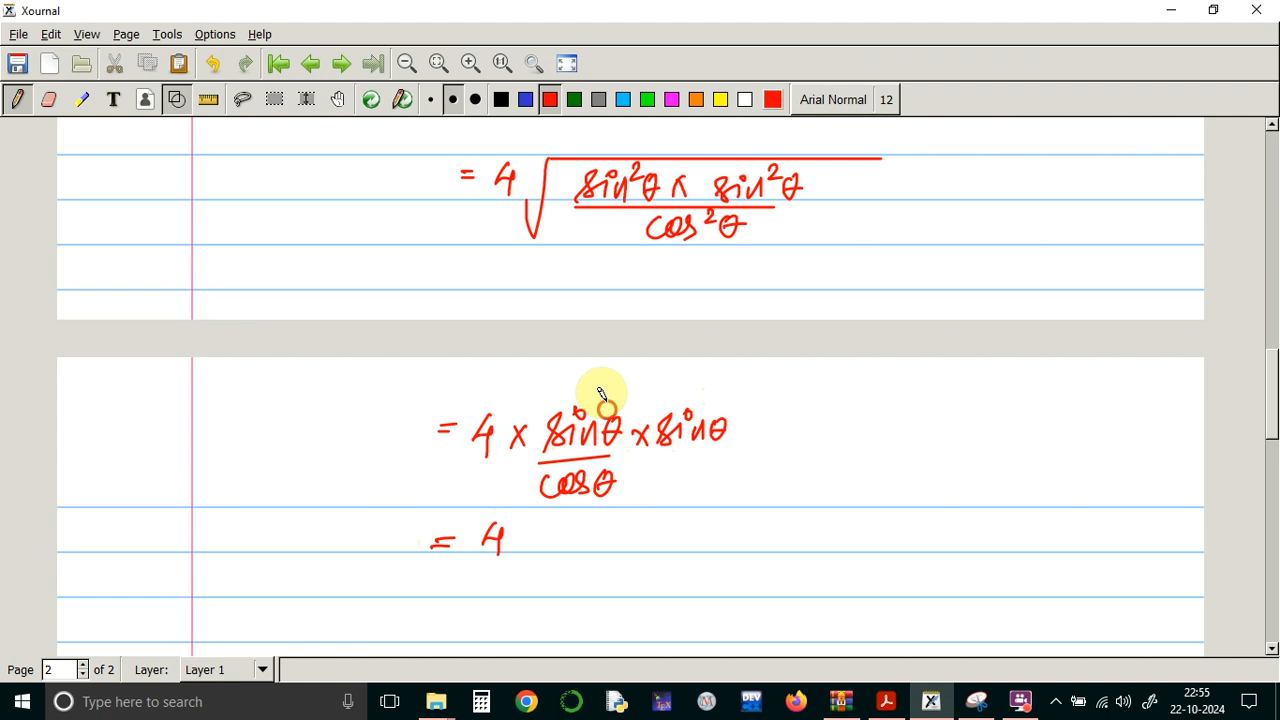 Xournal
File Edit View Page Tools Options Help
Arial Normal 12
= 4 √ sin²θ × sin²θ
cos²θ
= 4 × sinθ × sinθ
cosθ
= 4
Page 2 of 2 Layer: Layer 1
Type here to search
22:55
22-10-2024